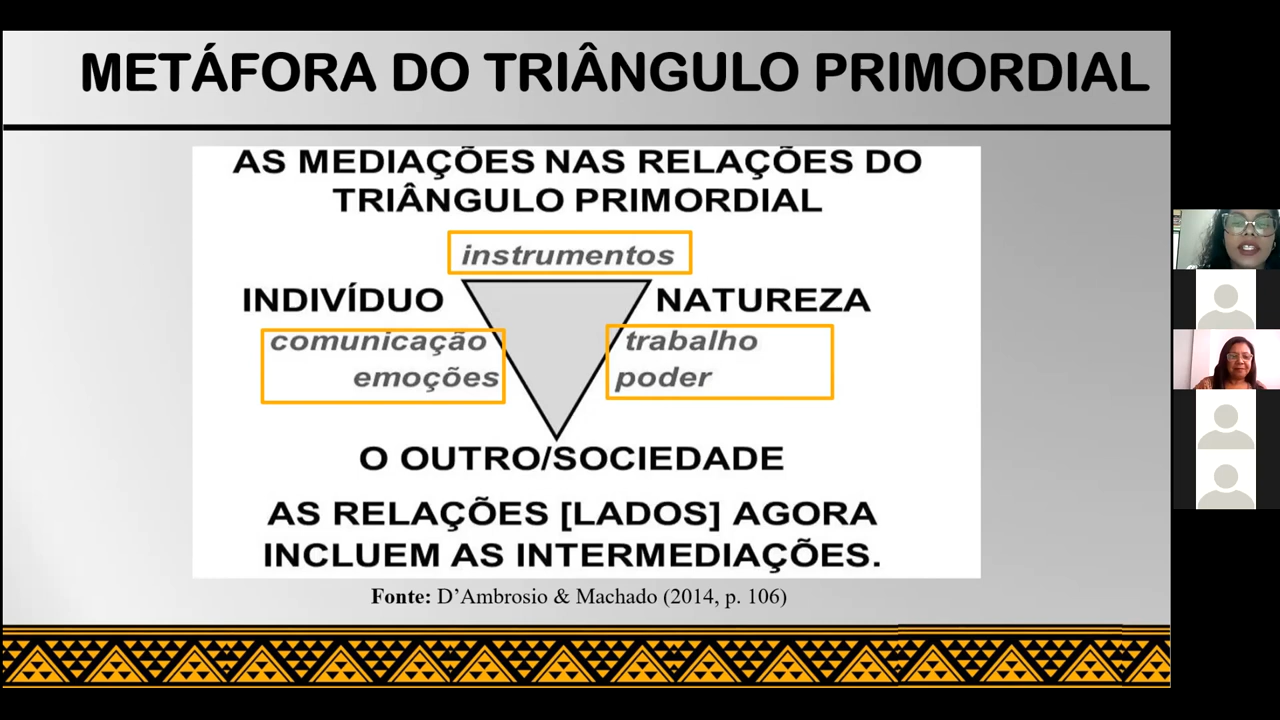 METÁFORA DO TRIÂNGULO PRIMORDIAL
AS MEDIAÇÕES NAS RELAÇÕES DO
TRIÂNGULO PRIMORDIAL
instrumentos
INDIVÍDUO
NATUREZA
comunicação
emoções
trabalho
poder
O OUTRO/SOCIEDADE
AS RELAÇÕES [LADOS] AGORA
INCLUEM AS INTERMEDIAÇÕES.
Fonte: D’Ambrosio & Machado (2014, p. 106)